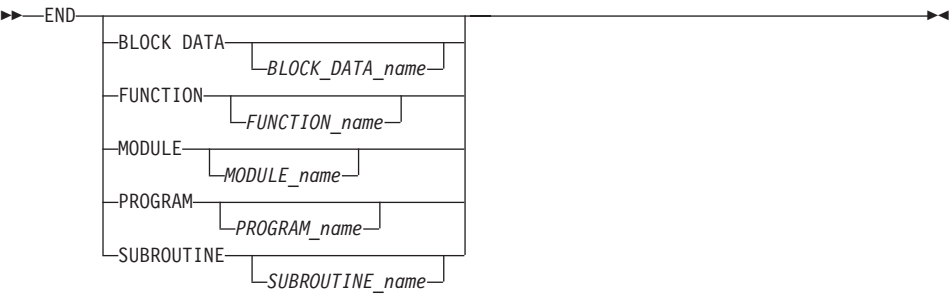 END
BLOCK DATA
BLOCK_DATA_name
FUNCTION
FUNCTION_name
MODULE
MODULE_name
PROGRAM
PROGRAM_name
SUBROUTINE
SUBROUTINE_name